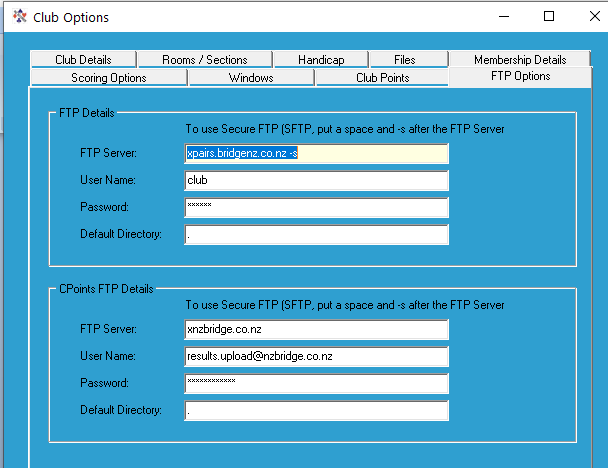 Club Options
Club Details Rooms / Sections Handicap Files Membership Details
Scoring Options Windows Club Points FTP Options
FTP Details
To use Secure FTP (SFTP, put a space and -s after the FTP Server
FTP Server: xpairs.bridgenz.co.nz -s
User Name: club
Password: ××××××
Default Directory: .
CPoints FTP Details
To use Secure FTP (SFTP, put a space and -s after the FTP Server
FTP Server: xnzbridge.co.nz
User Name: results.upload@nzbridge.co.nz
Password: ××××××××××××
Default Directory: .